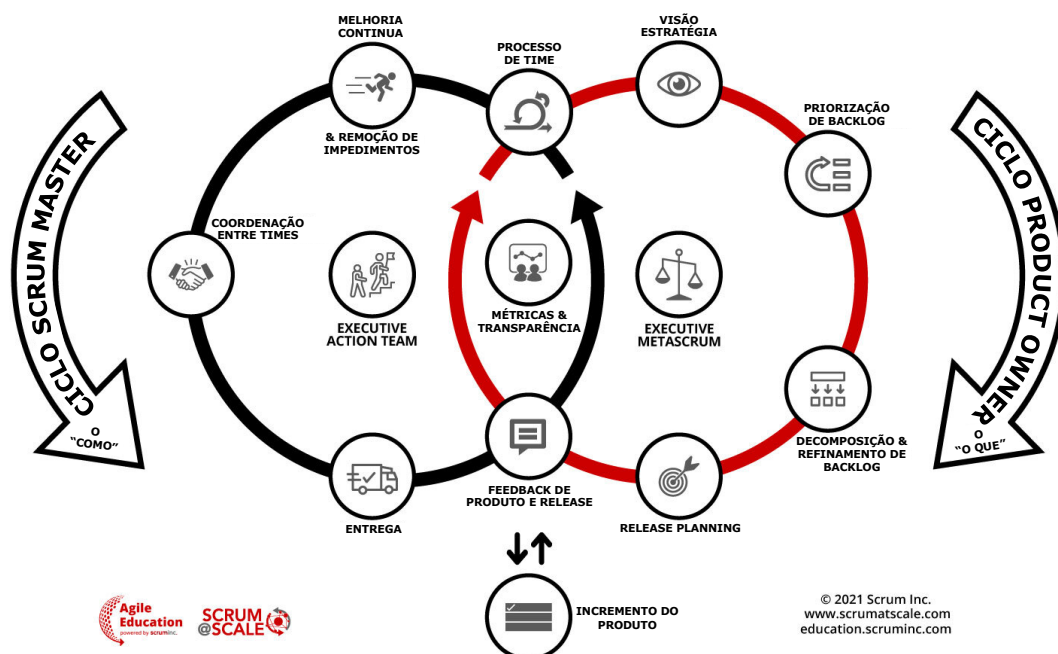 MELHORIA
CONTINUA
& REMOÇÃO DE
IMPEDIMENTOS
PROCESSO
DE TIME
VISÃO
ESTRATÉGIA
PRIORIZAÇÃO
DE BACKLOG
CICLO SCRUM MASTER
O
“COMO”
COORDENAÇÃO
ENTRE TIMES
EXECUTIVE
ACTION TEAM
MÉTRICAS &
TRANSPARÊNCIA
EXECUTIVE
METASCRUM
CICLO PRODUCT OWNER
O
“O QUE”
DECOMPOSIÇÃO &
REFINAMENTO DE
BACKLOG
ENTREGA
FEEDBACK DE
PRODUTO E RELEASE
RELEASE PLANNING
INCREMENTO DO
PRODUTO
Agile
Education
powered by scruminc.
SCRUM
@SCALE
© 2021 Scrum Inc.
www.scrumatscale.com
education.scruminc.com